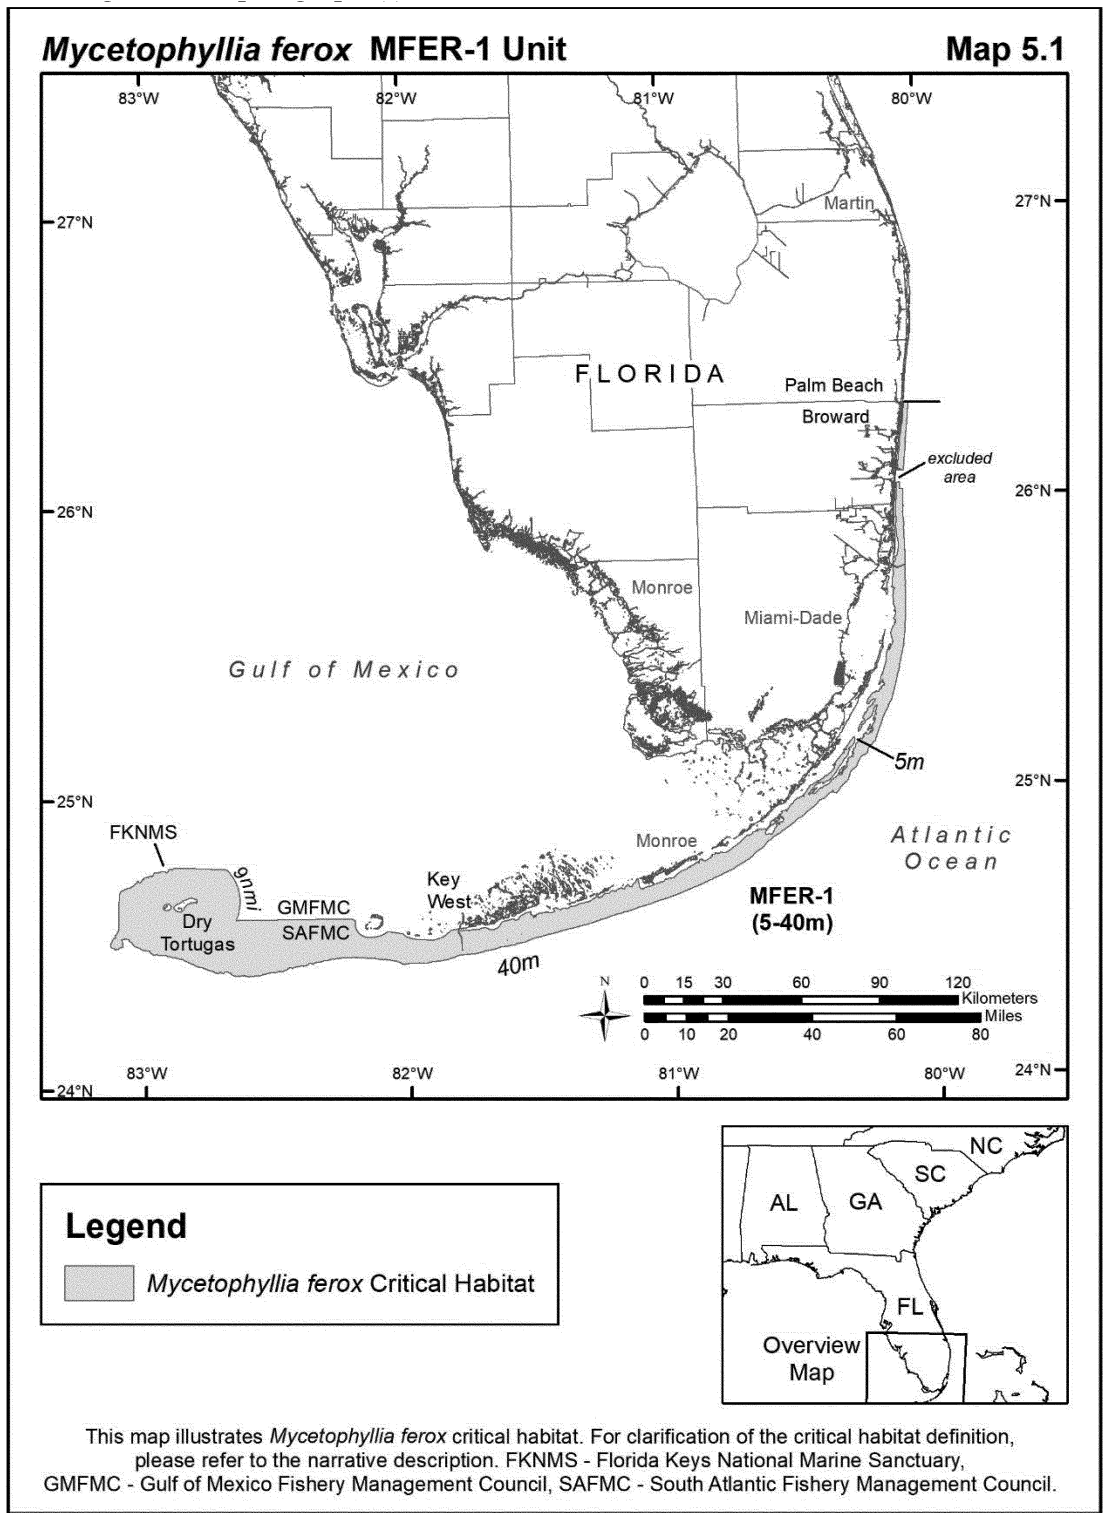 Mycetophyllia ferox MFER-1 Unit Map 5.1
83°W 82°W 81°W 80°W
27°N Martin 27°N
FLORIDA
Palm Beach
Broward
excluded
area
26°N 26°N
Monroe
Miami-Dade
Gulf of Mexico
5m
25°N 25°N
FKNMS
Monroe
Atlantic
Ocean
9nmi
Key
West
GMFMC
SAFMC
Dry
Tortugas
MFER-1
(5-40m)
40m
N
0 15 30 60 90 120
Kilometers
Miles
0 10 20 40 60 80
83°W 82°W 81°W 80°W
24°N 24°N
NC
SC
AL GA
FL
Overview
Map
Legend
Mycetophyllia ferox Critical Habitat
This map illustrates Mycetophyllia ferox critical habitat. For clarification of the critical habitat definition,
please refer to the narrative description. FKNMS - Florida Keys National Marine Sanctuary,
GMFMC - Gulf of Mexico Fishery Management Council, SAFMC - South Atlantic Fishery Management Council.